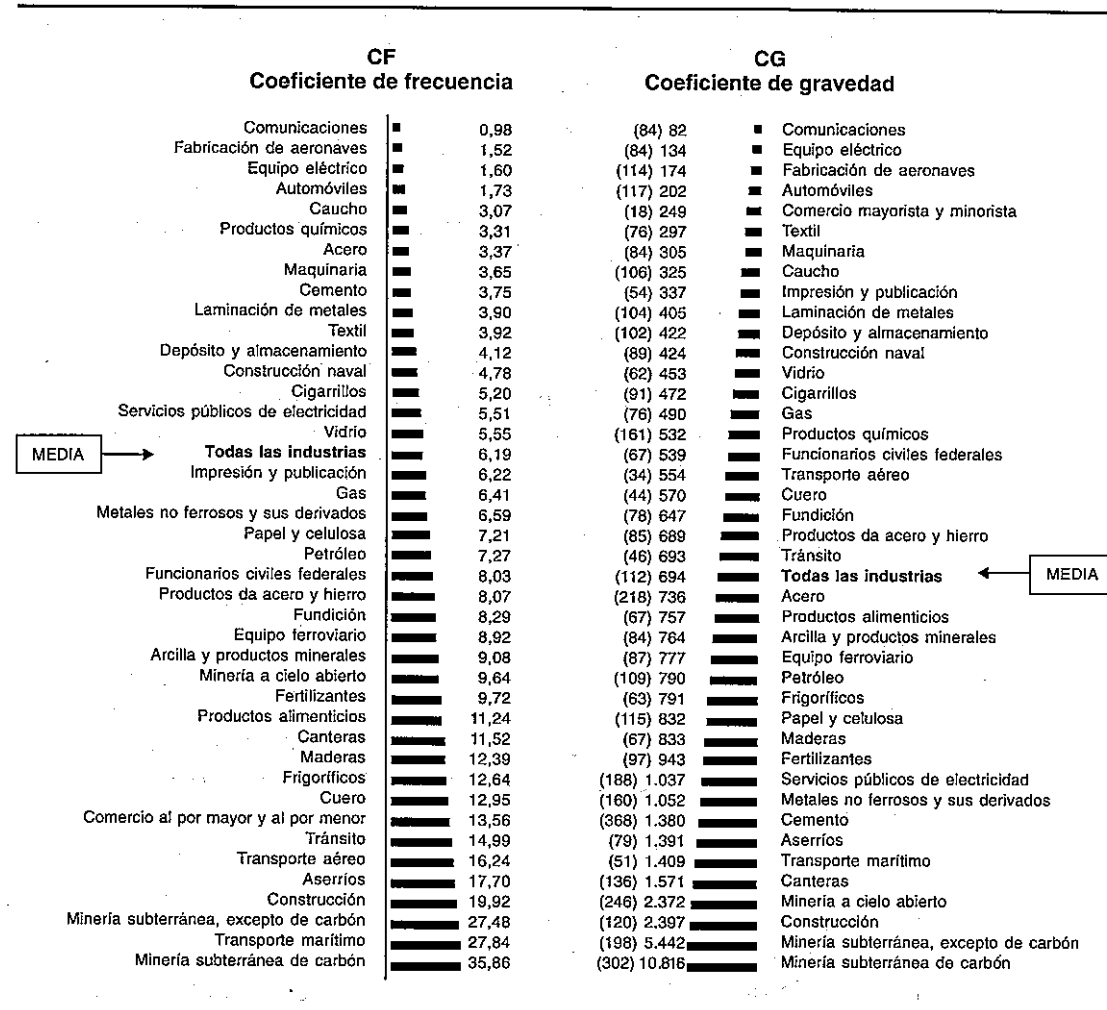 CF
Coeficiente de frecuencia
Comunicaciones 0,98
Fabricación de aeronaves 1,52
Equipo eléctrico 1,60
Automóviles 1,73
Caucho 3,07
Productos químicos 3,31
Acero 3,37
Maquinaria 3,65
Cemento 3,75
Laminación de metales 3,90
Textil 3,92
Depósito y almacenamiento 4,12
Construcción naval 4,78
Cigarrillos 5,20
Servicios públicos de electricidad 5,51
Vidrio 5,55
MEDIA Todas las industrias 6,19
Impresión y publicación 6,22
Gas 6,41
Metales no ferrosos y sus derivados 6,59
Papel y celulosa 7,21
Petróleo 7,27
Funcionarios civiles federales 8,03
Productos da acero y hierro 8,07
Fundición 8,29
Equipo ferroviario 8,92
Arcilla y productos minerales 9,08
Minería a cielo abierto 9,64
Fertilizantes 9,72
Productos alimenticios 11,24
Canteras 11,52
Maderas 12,39
Frigoríficos 12,64
Cuero 12,95
Comercio al por mayor y al por menor 13,56
Tránsito 14,99
Transporte aéreo 16,24
Aserríos 17,70
Construcción 19,92
Minería subterránea, excepto de carbón 27,48
Transporte marítimo 27,84
Minería subterránea de carbón 35,86
CG
Coeficiente de gravedad
(84) 82 Comunicaciones
(84) 134 Equipo eléctrico
(114) 174 Fabricación de aeronaves
(117) 202 Automóviles
(18) 249 Comercio mayorista y minorista
(76) 297 Textil
(84) 305 Maquinaria
(106) 325 Caucho
(54) 337 Impresión y publicación
(104) 405 Laminación de metales
(102) 422 Depósito y almacenamiento
(89) 424 Construcción naval
(62) 453 Vidrio
(91) 472 Cigarrillos
(76) 490 Gas
(161) 532 Productos químicos
(67) 539 Funcionarios civiles federales
(34) 554 Transporte aéreo
(44) 570 Cuero
(78) 647 Fundición
(85) 689 Productos da acero y hierro
(46) 693 Tránsito
(112) 694 Todas las industrias MEDIA
(218) 736 Acero
(67) 757 Productos alimenticios
(84) 764 Arcilla y productos minerales
(87) 777 Equipo ferroviario
(109) 790 Petróleo
(63) 791 Frigoríficos
(115) 832 Papel y celulosa
(67) 833 Maderas
(97) 943 Fertilizantes
(188) 1.037 Servicios públicos de electricidad
(160) 1.052 Metales no ferrosos y sus derivados
(368) 1.380 Cemento
(79) 1.391 Aserríos
(51) 1.409 Transporte marítimo
(136) 1.571 Canteras
(246) 2.372 Minería a cielo abierto
(120) 2.397 Construcción
(198) 5.442 Minería subterránea, excepto de carbón
(302) 10.816 Minería subterránea de carbón